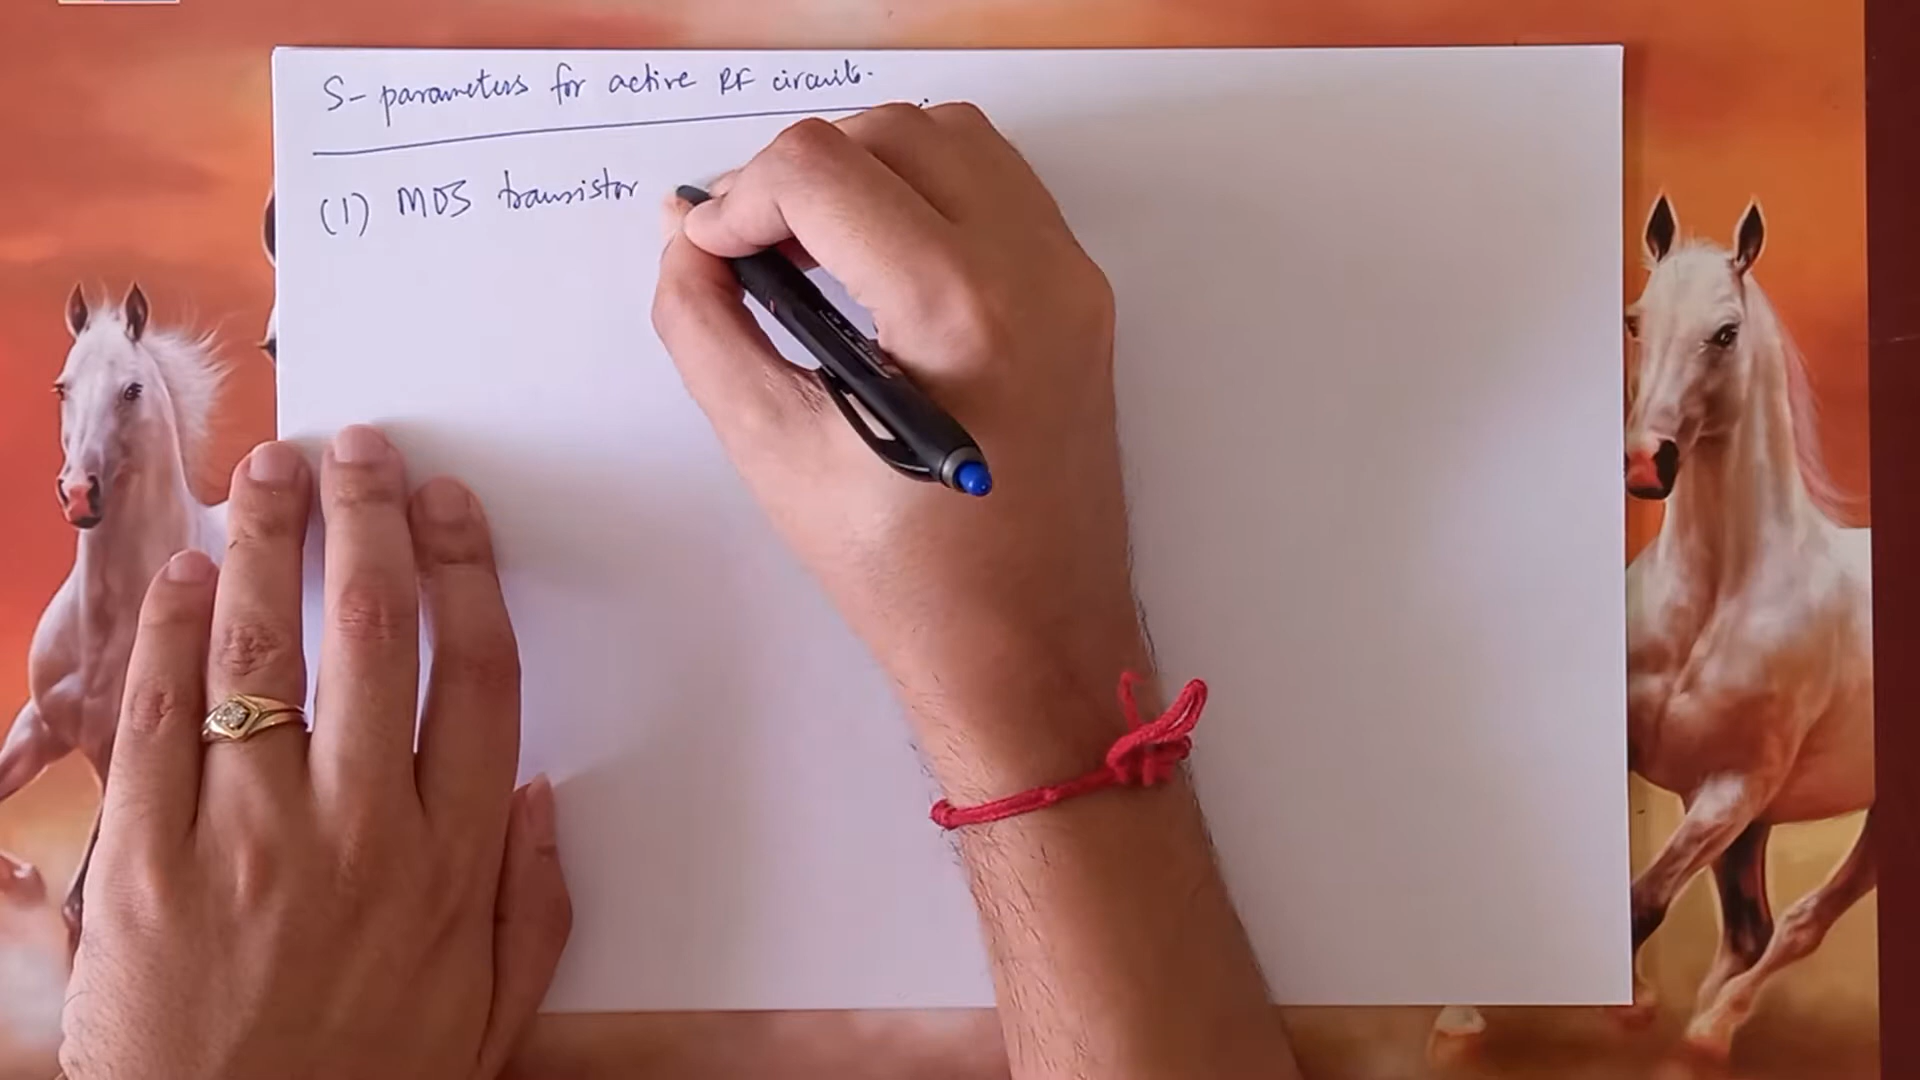 S-parameters for active RF circuits.
(1) MOS transistor